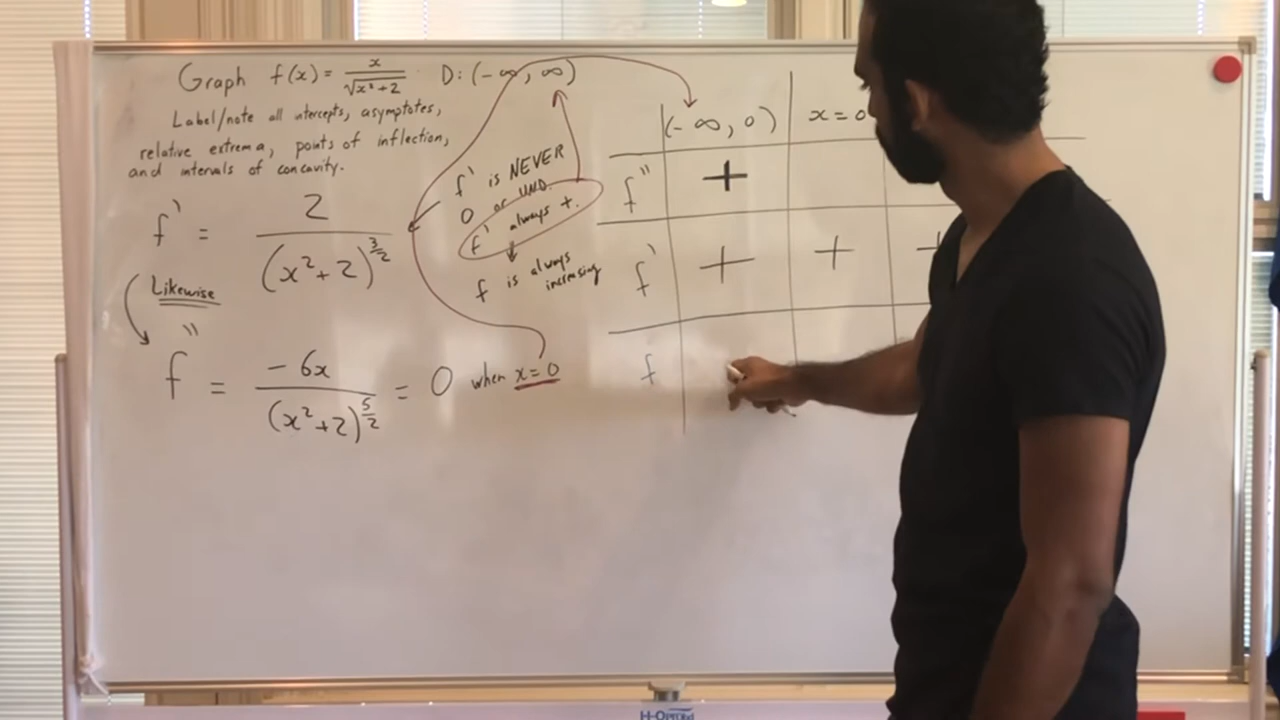 Graph f(x) = x/√(x²+2) D: (-∞, ∞)
Label/note all intercepts, asymptotes,
relative extrema, points of inflection,
and intervals of concavity.
f' = 2/(x²+2)^(3/2)
f' is NEVER
0 or UND
f' always +.
f is always
increasing
Likewise
f'' = -6x/(x²+2)^(5/2) = 0 when x=0
(-∞, 0) x=0
f'' +
f' + + +
f